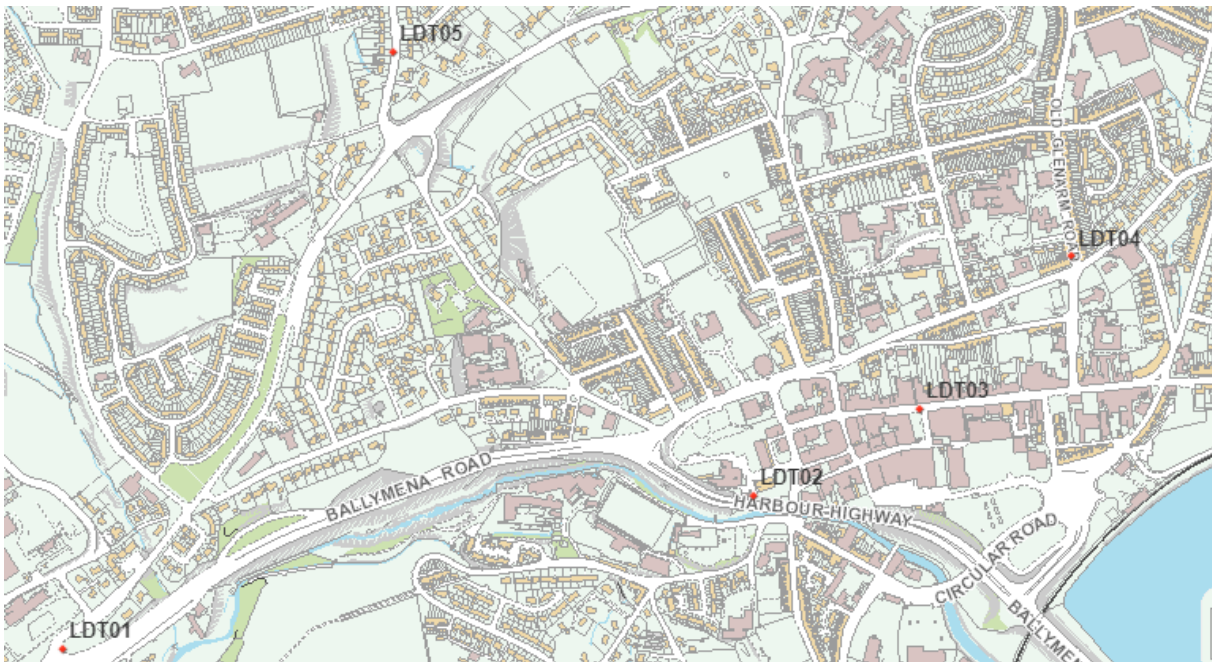 LDT05
OLD GLENARM ROAD
LDT04
LDT03
BALLYMENA ROAD
LDT02
HARBOUR HIGHWAY
CIRCULAR ROAD
LDT01